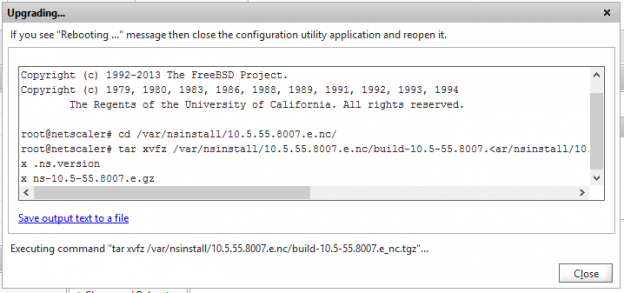 Upgrading...
If you see "Rebooting ..." message then close the configuration utility application and reopen it.
Copyright (c) 1992-2013 The FreeBSD Project.
Copyright (c) 1979, 1980, 1983, 1986, 1988, 1989, 1991, 1992, 1993, 1994
The Regents of the University of California. All rights reserved.
root@netscaler# cd /var/nsinstall/10.5.55.8007.e.nc/
root@netscaler# tar xvfz /var/nsinstall/10.5.55.8007.e.nc/build-10.5-55.8007.<ar/nsinstall/10.
x .ns.version
x ns-10.5-55.8007.e.gz
Save output text to a file
Executing command "tar xvfz /var/nsinstall/10.5.55.8007.e.nc/build-10.5-55.8007.e_nc.tgz"...
Close